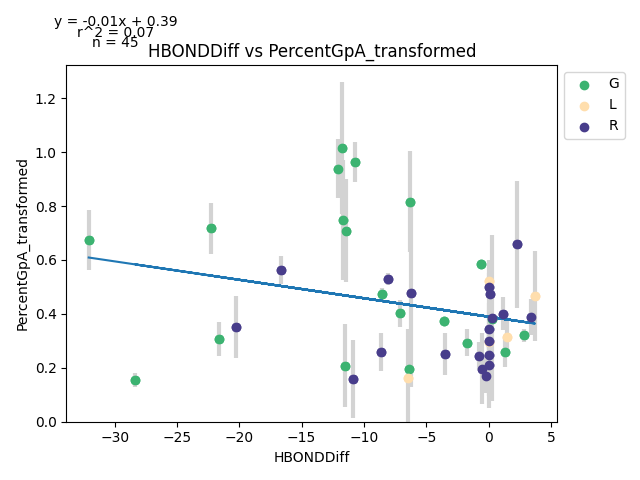 y = -0.01x + 0.39
r^2 = 0.07
n = 45
HBONDDiff vs PercentGpA_transformed
G
L
R
1.2
1.0
0.8
0.6
0.4
0.2
0.0
PercentGpA_transformed
−30
−25
−20
−15
−10
−5
0
5
HBONDDiff